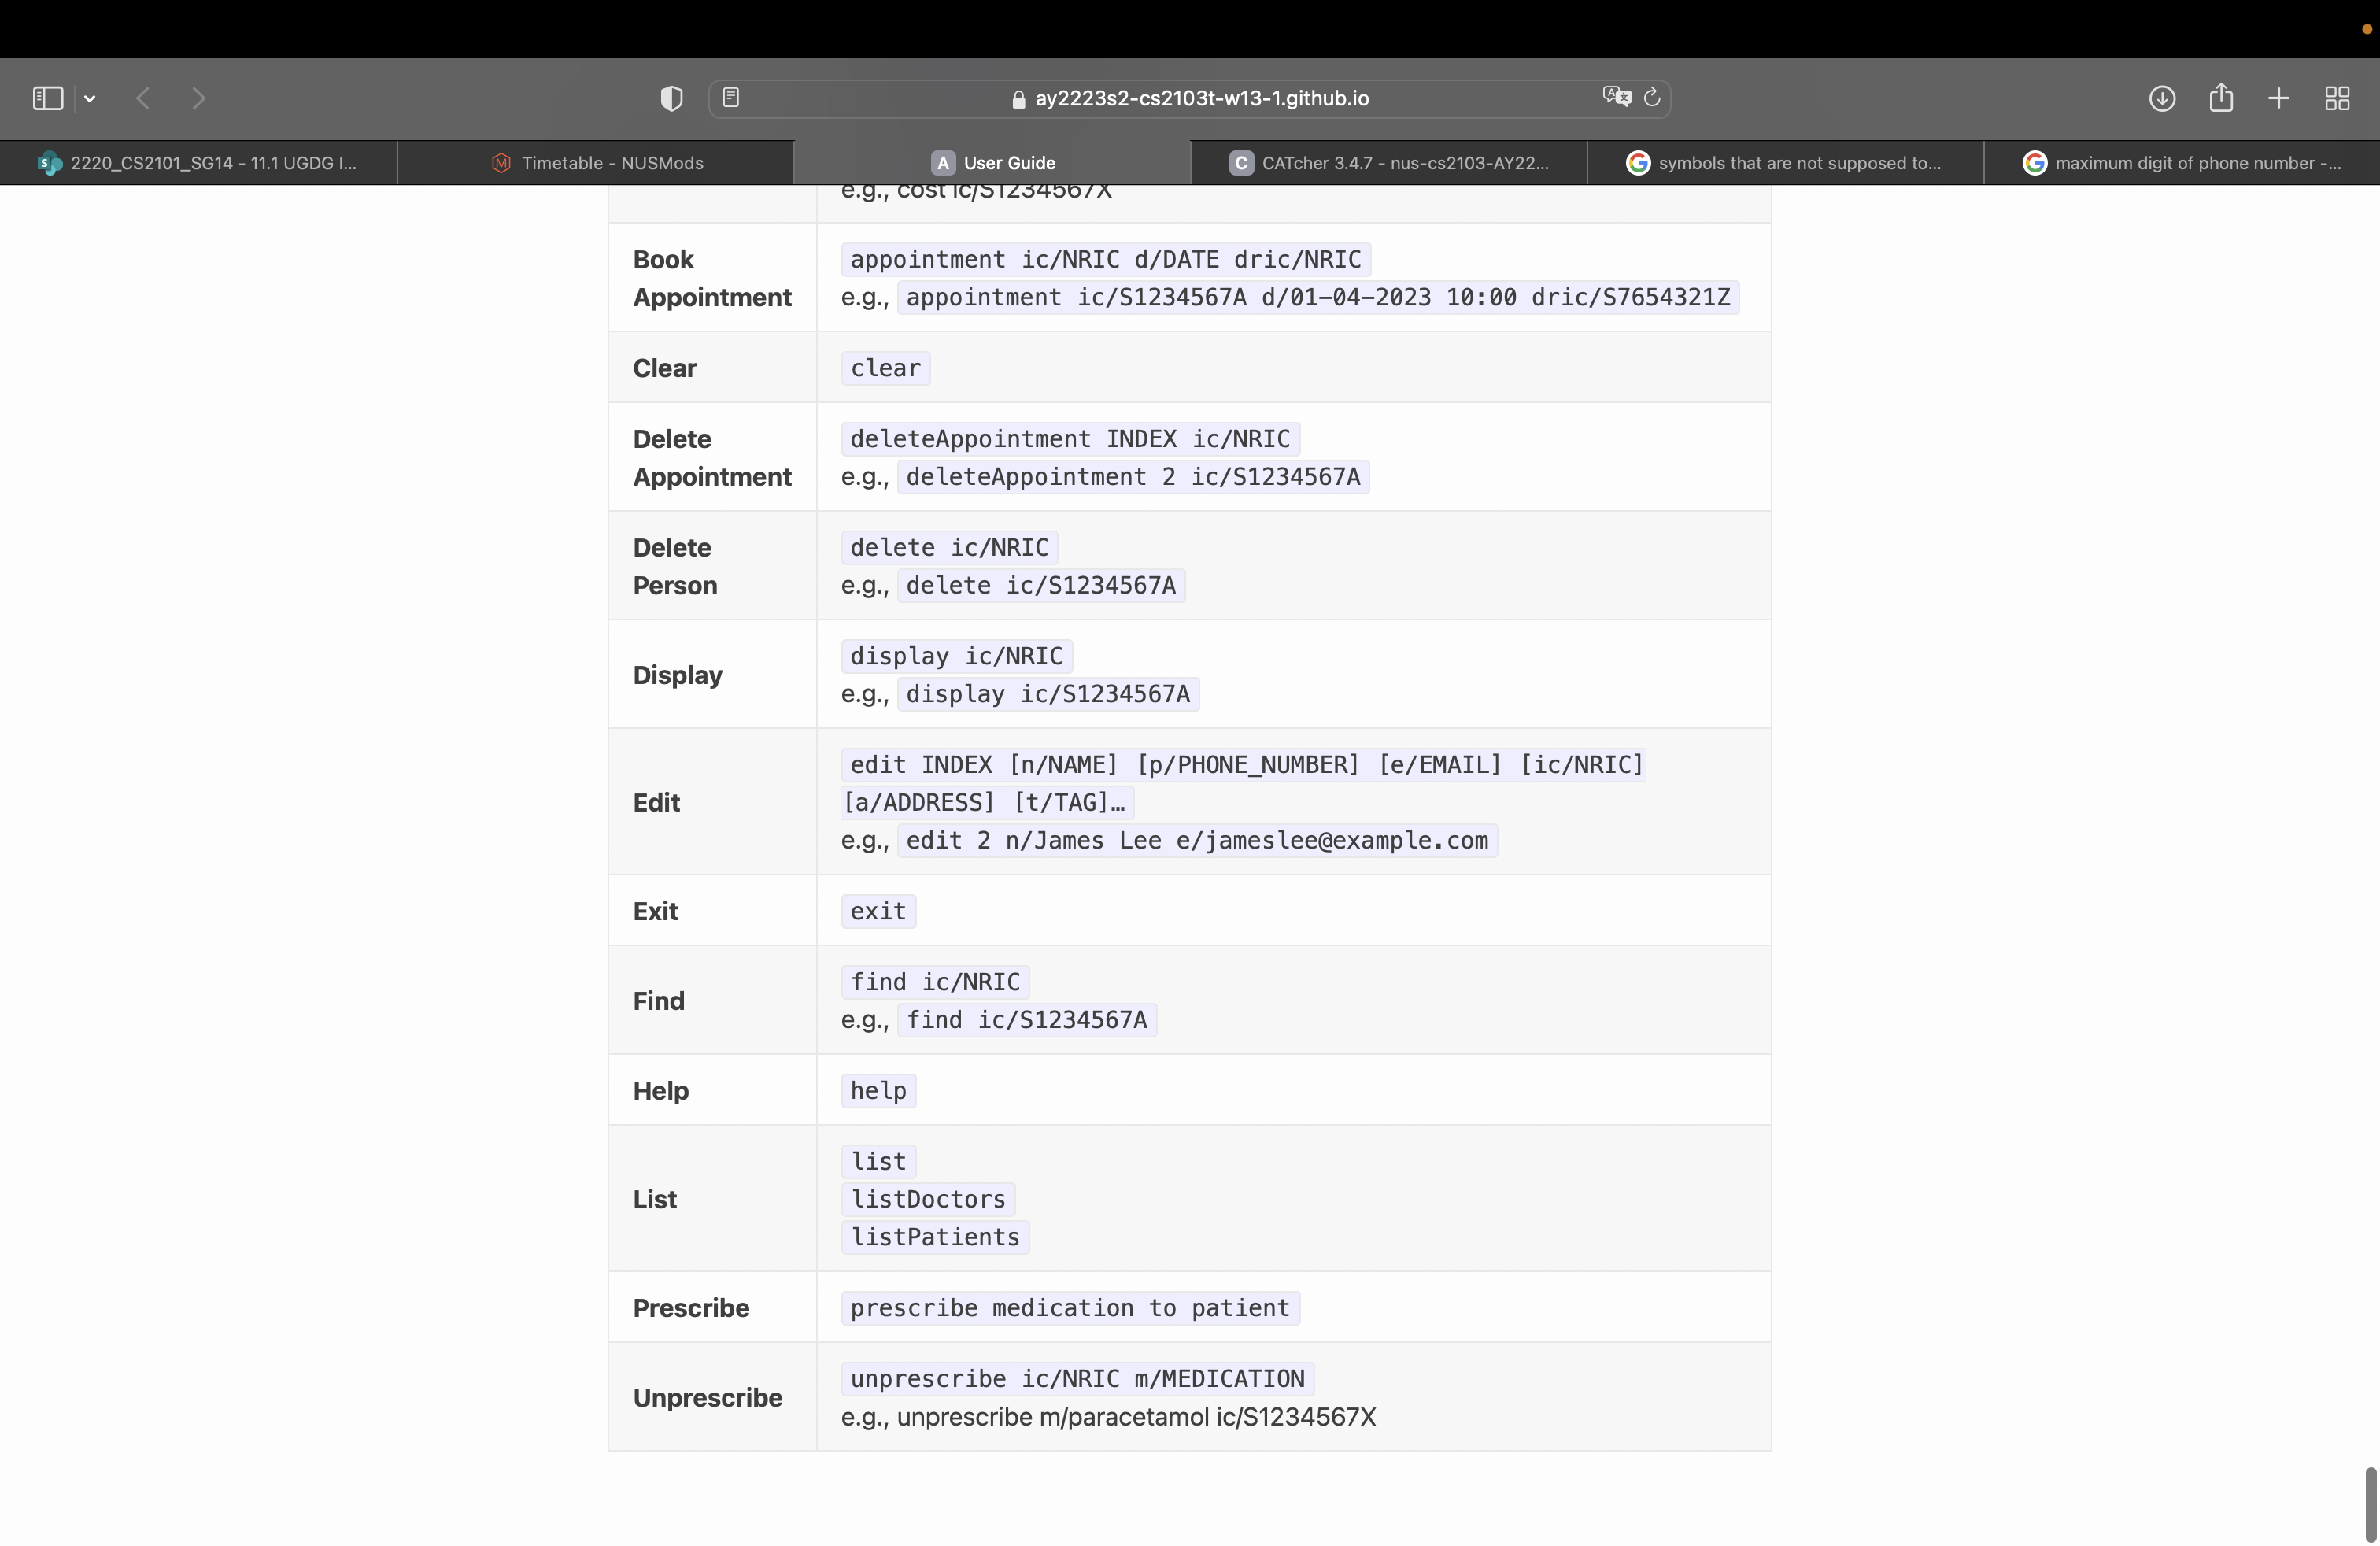 ay2223s2-cs2103t-w13-1.github.io
2220_CS2101_SG14 - 11.1 UGDG I...
Timetable - NUSMods
User Guide
CATcher 3.4.7 - nus-cs2103-AY22...
symbols that are not supposed to...
maximum digit of phone number -...
e.g., cost ic/S1234567X
Book Appointment
appointment ic/NRIC d/DATE dric/NRIC
e.g., appointment ic/S1234567A d/01-04-2023 10:00 dric/S7654321Z
Clear
clear
Delete Appointment
deleteAppointment INDEX ic/NRIC
e.g., deleteAppointment 2 ic/S1234567A
Delete Person
delete ic/NRIC
e.g., delete ic/S1234567A
Display
display ic/NRIC
e.g., display ic/S1234567A
Edit
edit INDEX [n/NAME] [p/PHONE_NUMBER] [e/EMAIL] [ic/NRIC]
[a/ADDRESS] [t/TAG]…
e.g., edit 2 n/James Lee e/jameslee@example.com
Exit
exit
Find
find ic/NRIC
e.g., find ic/S1234567A
Help
help
List
list
listDoctors
listPatients
Prescribe
prescribe medication to patient
Unprescribe
unprescribe ic/NRIC m/MEDICATION
e.g., unprescribe m/paracetamol ic/S1234567X